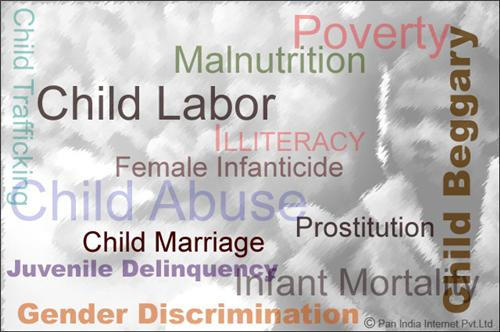 Child Trafficking
Poverty
Malnutrition
Child Labor
ILLITERACY
Female Infanticide
Child Abuse
Prostitution
Child Marriage
Juvenile Delinquency
Infant Mortality
Gender Discrimination
Child Beggary
© Pan India Internet Pvt.Ltd